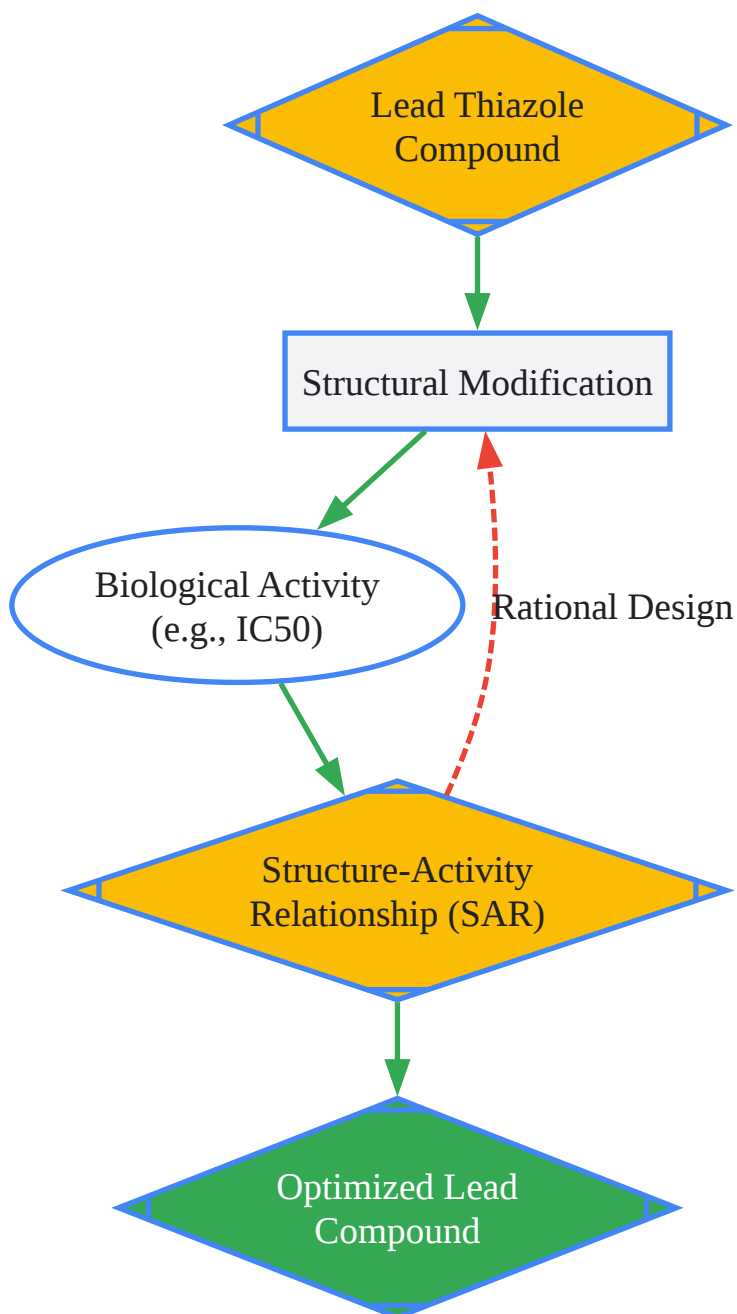 Lead Thiazole
Compound
Structural Modification
Biological Activity
(e.g., IC50)
Rational Design
Structure-Activity
Relationship (SAR)
Optimized Lead
Compound